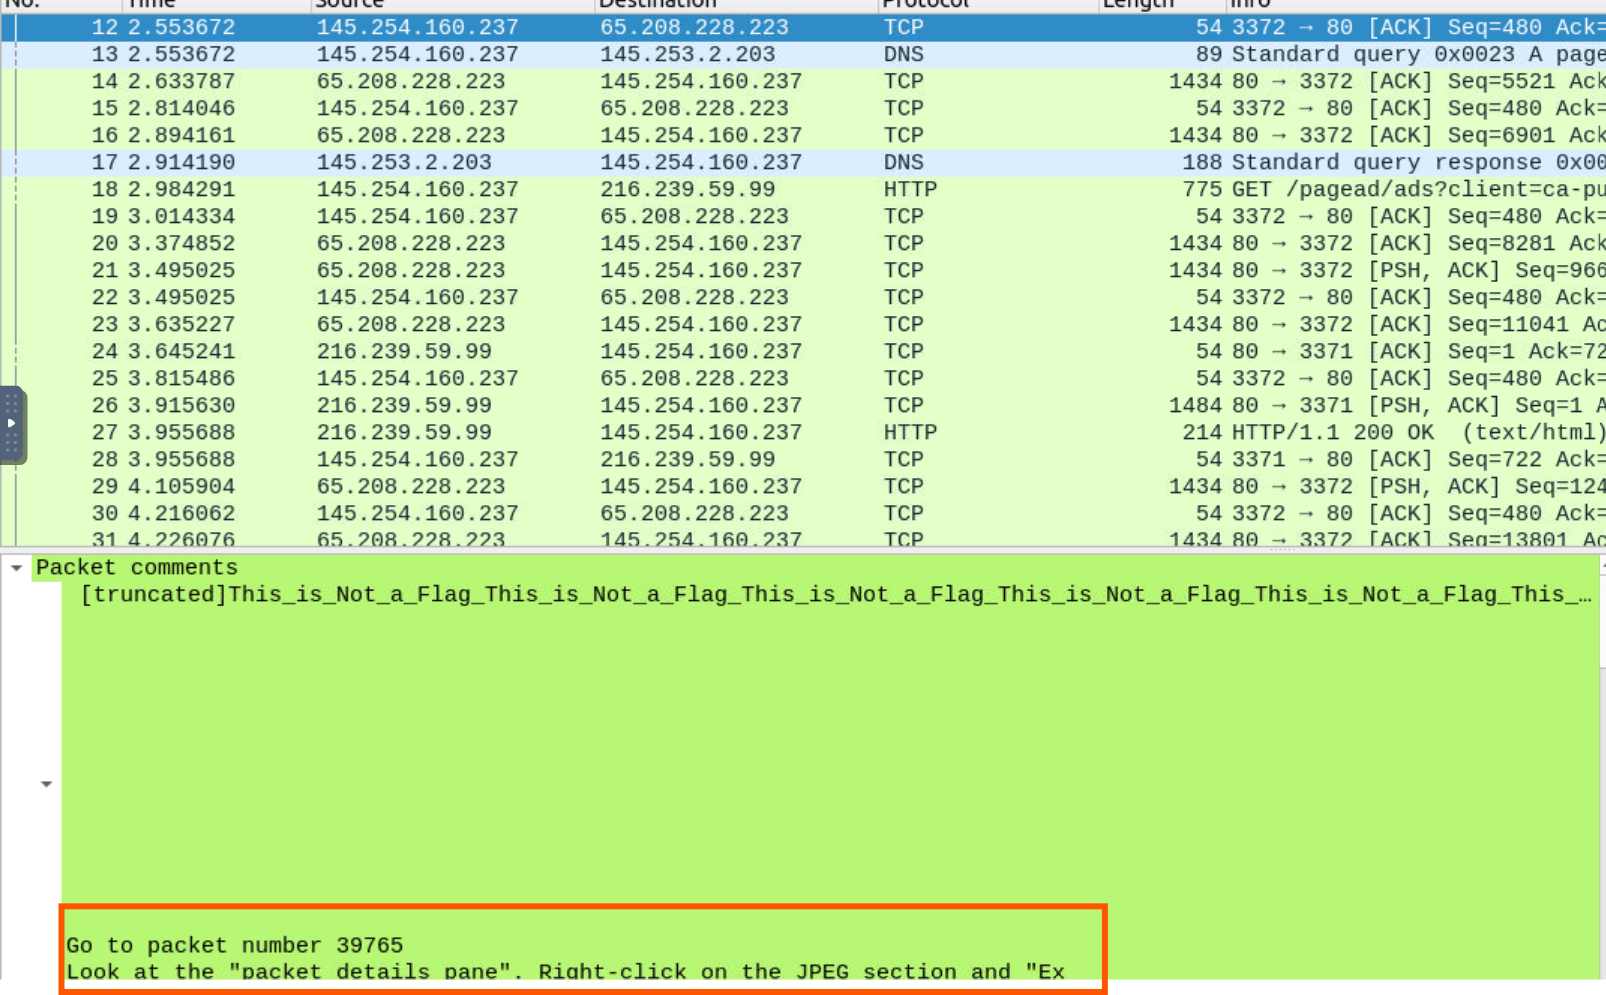 No. Time Source Destination Protocol Length Info
12 2.553672 145.254.160.237 65.208.228.223 TCP 54 3372 → 80 [ACK] Seq=480 Ack=
13 2.553672 145.254.160.237 145.253.2.203 DNS 89 Standard query 0x0023 A page
14 2.633787 65.208.228.223 145.254.160.237 TCP 1434 80 → 3372 [ACK] Seq=5521 Ack
15 2.814046 145.254.160.237 65.208.228.223 TCP 54 3372 → 80 [ACK] Seq=480 Ack=
16 2.894161 65.208.228.223 145.254.160.237 TCP 1434 80 → 3372 [ACK] Seq=6901 Ack
17 2.914190 145.253.2.203 145.254.160.237 DNS 188 Standard query response 0x00
18 2.984291 145.254.160.237 216.239.59.99 HTTP 775 GET /pagead/ads?client=ca-pu
19 3.014334 145.254.160.237 65.208.228.223 TCP 54 3372 → 80 [ACK] Seq=480 Ack=
20 3.374852 65.208.228.223 145.254.160.237 TCP 1434 80 → 3372 [ACK] Seq=8281 Ack
21 3.495025 65.208.228.223 145.254.160.237 TCP 1434 80 → 3372 [PSH, ACK] Seq=966
22 3.495025 145.254.160.237 65.208.228.223 TCP 54 3372 → 80 [ACK] Seq=480 Ack=
23 3.635227 65.208.228.223 145.254.160.237 TCP 1434 80 → 3372 [ACK] Seq=11041 Ac
24 3.645241 216.239.59.99 145.254.160.237 TCP 54 80 → 3371 [ACK] Seq=1 Ack=72
25 3.815486 145.254.160.237 65.208.228.223 TCP 54 3372 → 80 [ACK] Seq=480 Ack=
26 3.915630 216.239.59.99 145.254.160.237 TCP 1484 80 → 3371 [PSH, ACK] Seq=1 A
27 3.955688 216.239.59.99 145.254.160.237 HTTP 214 HTTP/1.1 200 OK (text/html)
28 3.955688 145.254.160.237 216.239.59.99 TCP 54 3371 → 80 [ACK] Seq=722 Ack=
29 4.105904 65.208.228.223 145.254.160.237 TCP 1434 80 → 3372 [PSH, ACK] Seq=124
30 4.216062 145.254.160.237 65.208.228.223 TCP 54 3372 → 80 [ACK] Seq=480 Ack=
31 4.226076 65.208.228.223 145.254.160.237 TCP 1434 80 → 3372 [ACK] Seq=13801 Ac
Packet comments
[truncated]This_is_Not_a_Flag_This_is_Not_a_Flag_This_is_Not_a_Flag_This_is_Not_a_Flag_This_is_Not_a_Flag_This_…
Go to packet number 39765
Look at the "packet details pane". Right-click on the JPEG section and "Ex